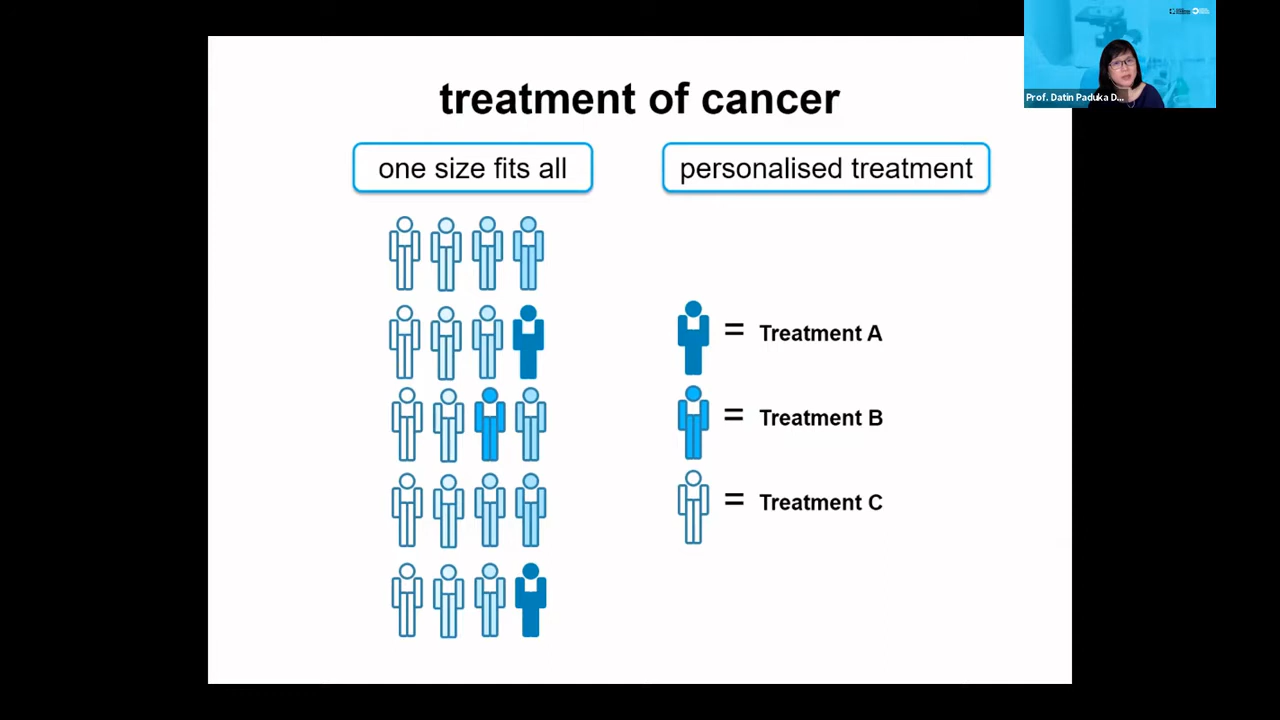 Prof. Datin Paduka D...
treatment of cancer
one size fits all
personalised treatment
= Treatment A
= Treatment B
= Treatment C